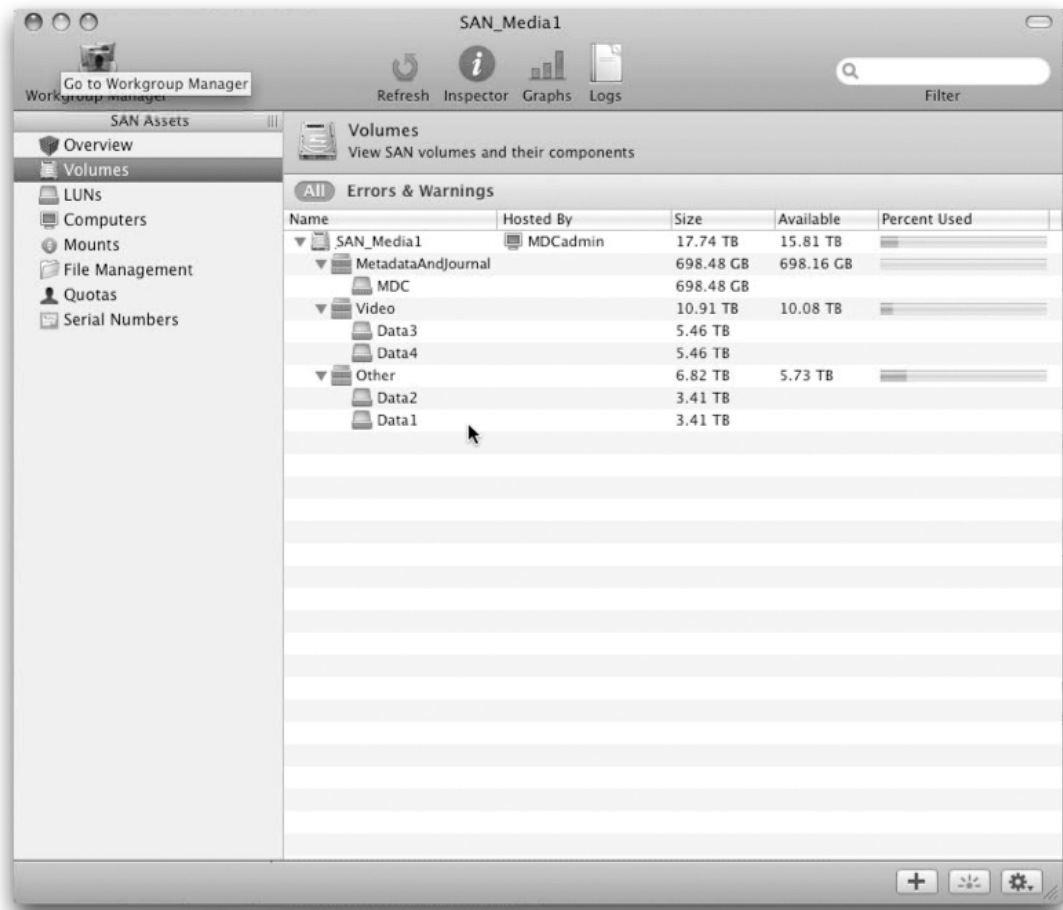 SAN_Media1
Go to Workgroup Manager
Workgroup Manager
Refresh Inspector Graphs Logs
Filter
SAN Assets
Overview
Volumes
LUNs
Computers
Mounts
File Management
Quotas
Serial Numbers
Volumes
View SAN volumes and their components
All Errors & Warnings
Name Hosted By Size Available Percent Used
SAN_Media1 MDCadmin 17.74 TB 15.81 TB
MetadataAndJournal 698.48 GB 698.16 GB
MDC 698.48 GB
Video 10.91 TB 10.08 TB
Data3 5.46 TB
Data4 5.46 TB
Other 6.82 TB 5.73 TB
Data2 3.41 TB
Data1 3.41 TB